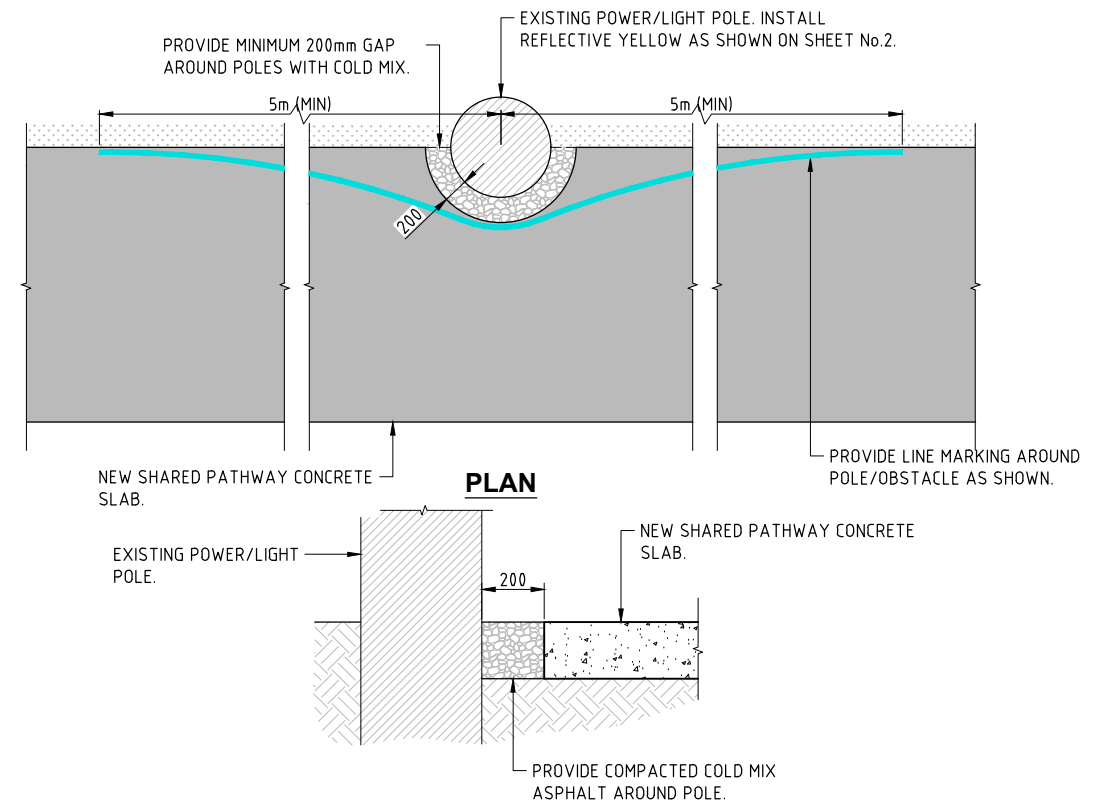 EXISTING POWER/LIGHT POLE. INSTALL
REFLECTIVE YELLOW AS SHOWN ON SHEET No.2.
PROVIDE MINIMUM 200mm GAP
AROUND POLES WITH COLD MIX.
5m (MIN)
5m (MIN)
200
PROVIDE LINE MARKING AROUND
POLE/OBSTACLE AS SHOWN.
NEW SHARED PATHWAY CONCRETE
SLAB.
PLAN
NEW SHARED PATHWAY CONCRETE
SLAB.
EXISTING POWER/LIGHT
POLE.
200
PROVIDE COMPACTED COLD MIX
ASPHALT AROUND POLE.